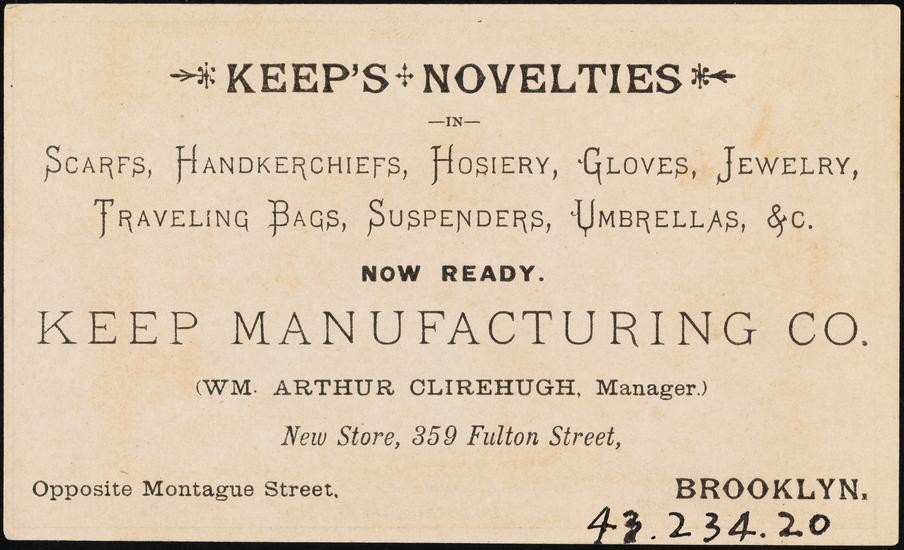 KEEP'S NOVELTIES
—IN—
SCARFS, HANDKERCHIEFS, HOSIERY, GLOVES, JEWELRY,
TRAVELING BAGS, SUSPENDERS, UMBRELLAS, &C.
NOW READY.
KEEP MANUFACTURING CO.
(WM. ARTHUR CLIREHUGH, Manager.)
New Store, 359 Fulton Street,
Opposite Montague Street, BROOKLYN.
43.234.20